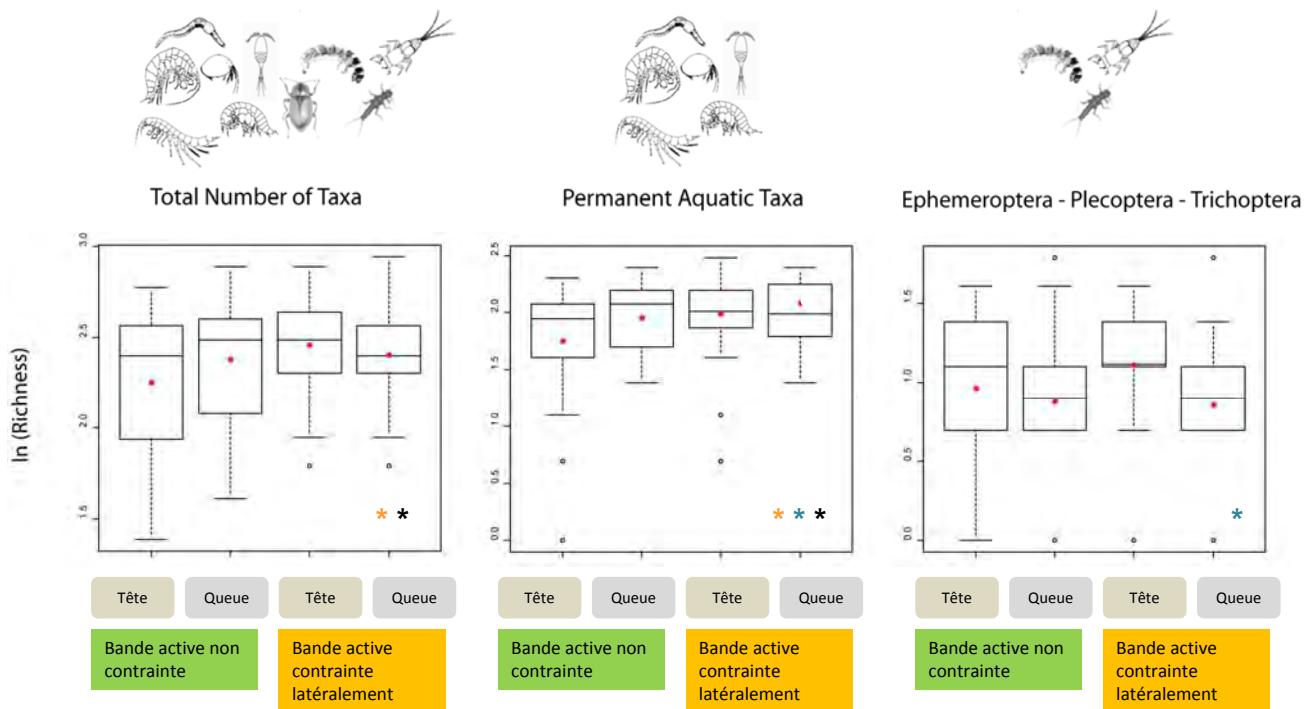 Total Number of Taxa
Permanent Aquatic Taxa
Ephemeroptera - Plecoptera - Trichoptera
ln (Richness)
3.0
2.5
2.0
1.5
2.5
2.0
1.5
1.0
0.5
0.0
1.5
1.0
0.5
0.0
* *
* * *
*
Tête
Queue
Tête
Queue
Tête
Queue
Tête
Queue
Tête
Queue
Tête
Queue
Bande active non
contrainte
Bande active
contrainte
latéralement
Bande active non
contrainte
Bande active
contrainte
latéralement
Bande active non
contrainte
Bande active
contrainte
latéralement